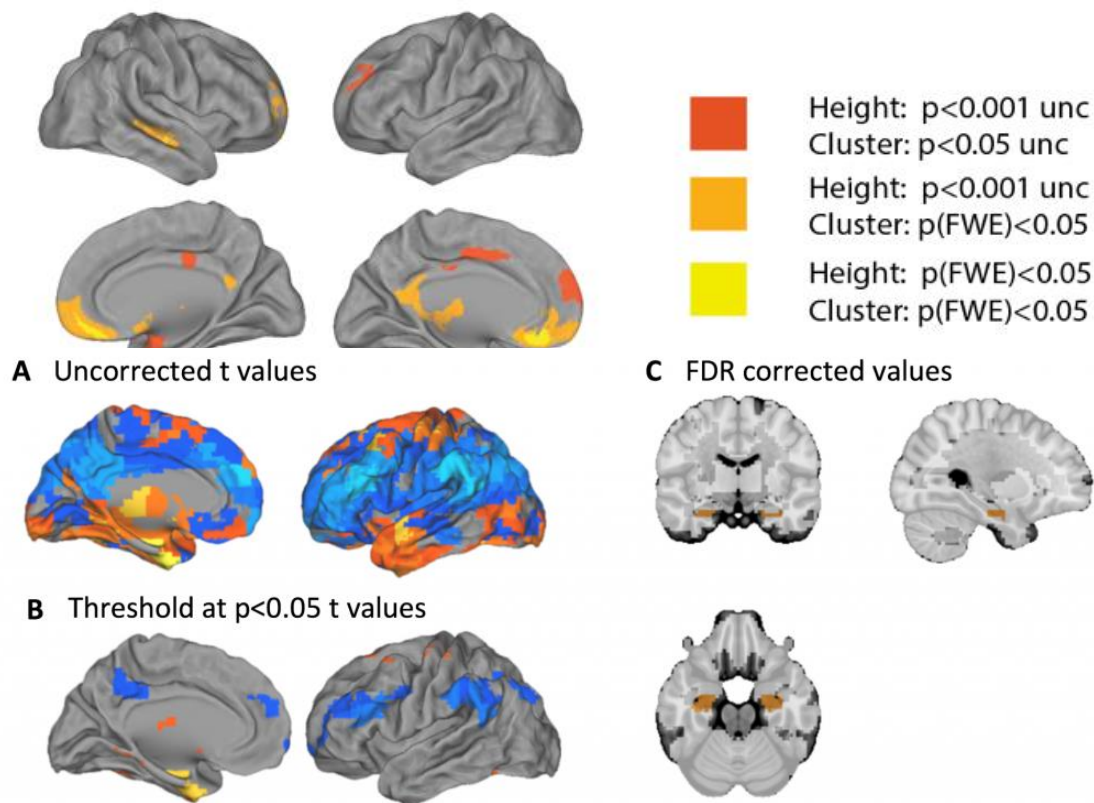 Height: p<0.001 unc
Cluster: p<0.05 unc
Height: p<0.001 unc
Cluster: p(FWE)<0.05
Height: p(FWE)<0.05
Cluster: p(FWE)<0.05
A Uncorrected t values
C FDR corrected values
B Threshold at p<0.05 t values